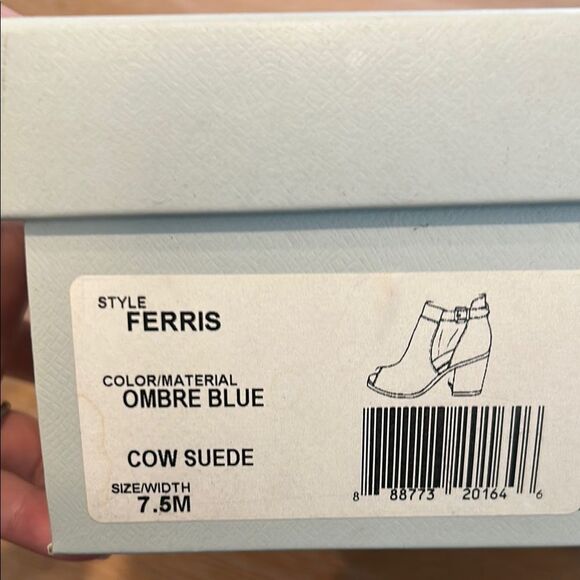 STYLE
FERRIS
COLOR/MATERIAL
OMBRE BLUE
COW SUEDE
SIZE/WIDTH
7.5M
8 88773 20164 6